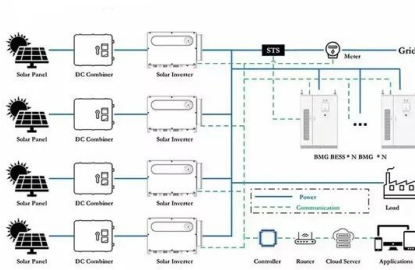 STS
Meter
Grid
Solar Panel
DC Combiner
Solar Inverter
BMG BESS * N BMG * N
Solar Panel
DC Combiner
Solar Inverter
Solar Panel
DC Combiner
Solar Inverter
Power
Communication
Load
Solar Panel
DC Combiner
Solar Inverter
Controller
Router
Cloud Server
Applications